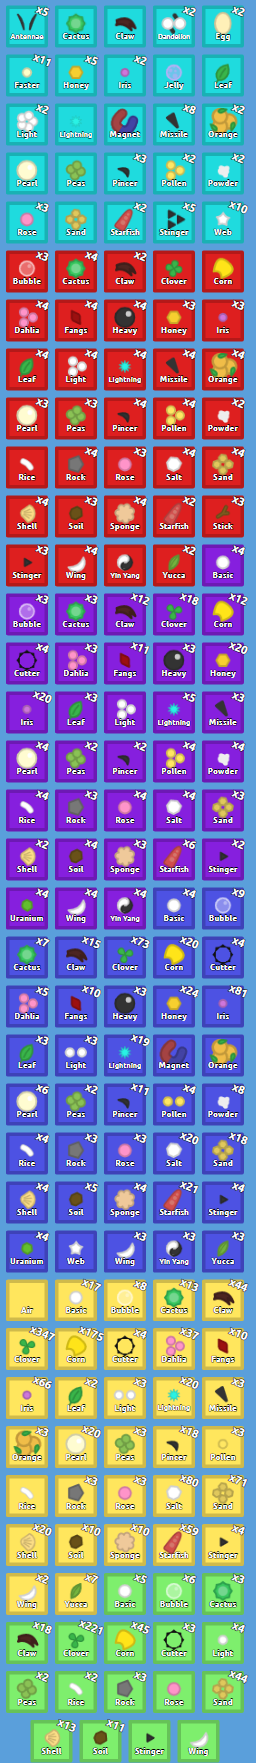 x5 x2 x2
Antennae Cactus Claw Dandelion Egg
x11 x5 x2
Faster Honey Iris Jelly Leaf
x2 x8 x2
Light Lightning Magnet Missile Orange
x3 x2 x2
Pearl Peas Pincer Pollen Powder
x3 x2 x5 x10
Rose Sand Starfish Stinger Web
x3 x4 x2
Bubble Cactus Claw Clover Corn
x4 x4 x4 x3 x3
Dahlia Fangs Heavy Honey Iris
x4 x4 x4 x4 x4
Leaf Light Lightning Missile Orange
x3 x3 x4 x4 x2
Pearl Peas Pincer Pollen Powder
x4 x3 x4 x4
Rice Rock Rose Salt Sand
x4 x3 x4 x2 x3
Shell Soil Sponge Starfish Stick
x3 x4 x4 x2 x4
Stinger Wing Yin Yang Yucca Basic
x3 x3 x12 x18 x12
Bubble Cactus Claw Clover Corn
x4 x3 x11 x3 x20
Cutter Dahlia Fangs Heavy Honey
x20 x3 x4 x5 x3
Iris Leaf Light Lightning Missile
x4 x2 x2 x4 x4
Pearl Peas Pincer Pollen Powder
x4 x3 x4 x4 x3
Rice Rock Rose Salt Sand
x2 x4 x3 x6 x2
Shell Soil Sponge Starfish Stinger
x4 x4 x4 x4 x9
Uranium Wing Yin Yang Basic Bubble
x7 x15 x73 x20 x4
Cactus Claw Clover Corn Cutter
x5 x10 x3 x24 x81
Dahlia Fangs Heavy Honey Iris
x3 x3 x19
Leaf Light Lightning Magnet Orange
x6 x2 x11 x4 x8
Pearl Peas Pincer Pollen Powder
x4 x3 x3 x20 x18
Rice Rock Rose Salt Sand
x4 x5 x4 x21 x4
Shell Soil Sponge Starfish Stinger
x4 x3 x3
Uranium Web Wing Yin Yang Yucca
x17 x8 x13 x44
Air Basic Bubble Cactus Claw
x347 x175 x4 x37 x10
Clover Corn Cutter Dahlia Fangs
x66 x2 x3 x20 x3
Iris Leaf Light Lightning Missile
x3 x20 x3 x18 x3
Orange Pearl Peas Pincer Pollen
x3 x3 x80 x71
Rice Rock Rose Salt Sand
x20 x10 x10 x59 x4
Shell Soil Sponge Starfish Stinger
x2 x7 x5 x6 x3
Wing Yucca Basic Bubble Cactus
x18 x221 x45 x3 x4
Claw Clover Corn Cutter Light
x2 x2 x3 x44
Peas Rice Rock Rose Sand
x13 x11
Shell Soil Stinger Wing